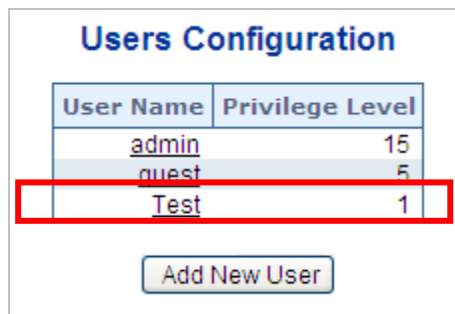 Users Configuration
User Name Privilege Level
admin 15
guest 5
Test 1
Add New User